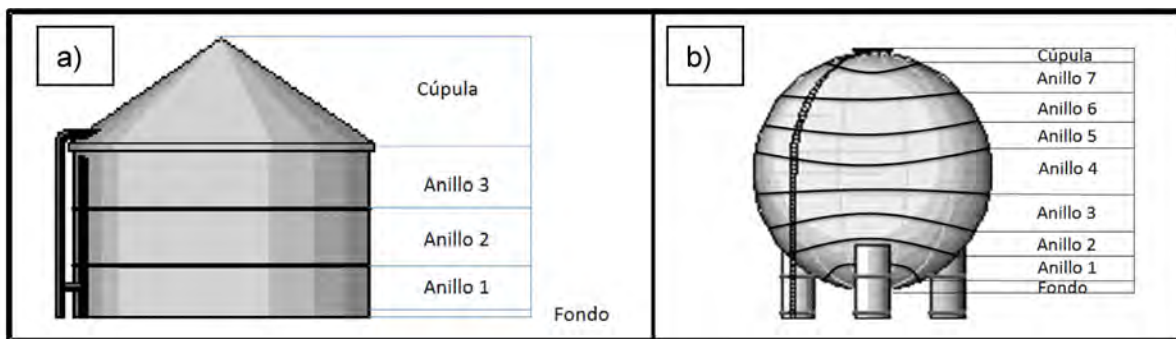 a)
Cúpula
Anillo 3
Anillo 2
Anillo 1
Fondo
b)
Cúpula
Anillo 7
Anillo 6
Anillo 5
Anillo 4
Anillo 3
Anillo 2
Anillo 1
Fondo